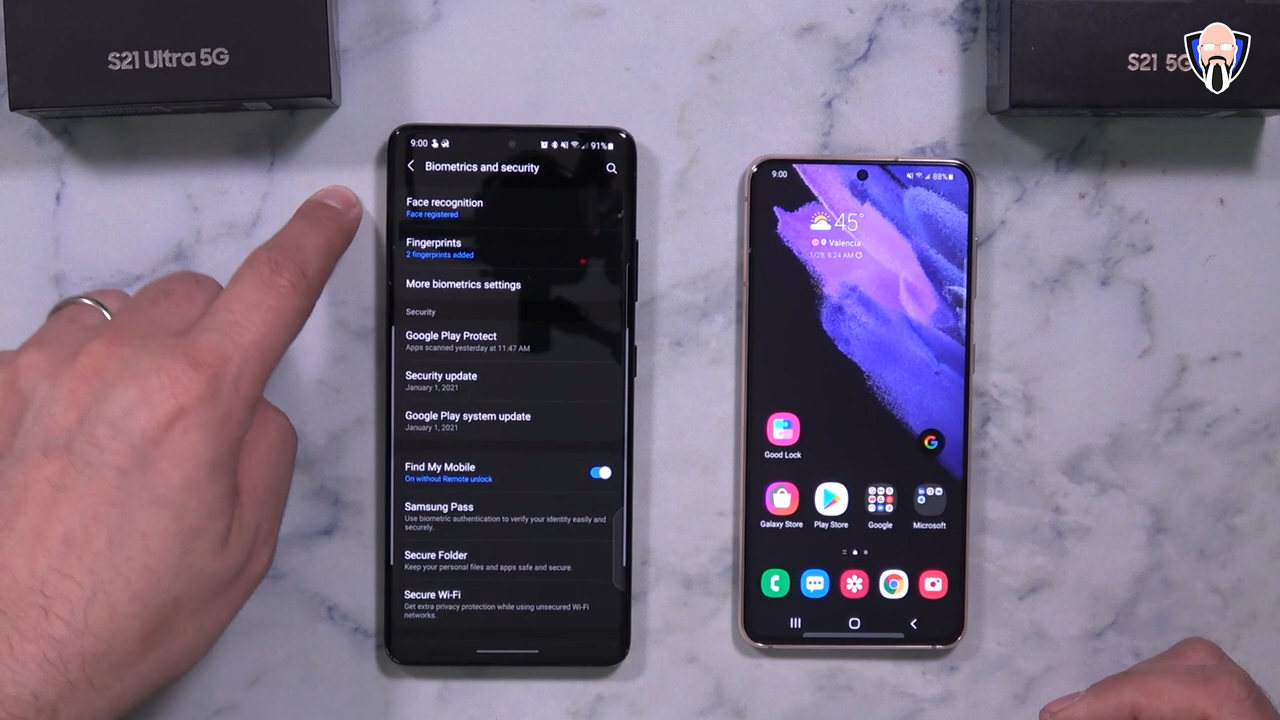 S21 Ultra 5G
S21 5G
9:00
91%
Biometrics and security
Face recognition
Face registered
Fingerprints
2 fingerprints added
More biometrics settings
Security
Google Play Protect
Apps scanned yesterday at 11:47 AM
Security update
January 1, 2021
Google Play system update
January 1, 2021
Find My Mobile
On without Remote unlock
Samsung Pass
Use biometric authentication to verify your identity easily and
securely.
Secure Folder
Keep your personal files and apps safe and secure.
Secure Wi-Fi
Get extra privacy protection while using unsecured Wi-Fi
networks.
9:00
88%
45°
Valencia
1/29, 8:24 AM
Good Lock
G
Galaxy Store
Play Store
Google
Microsoft